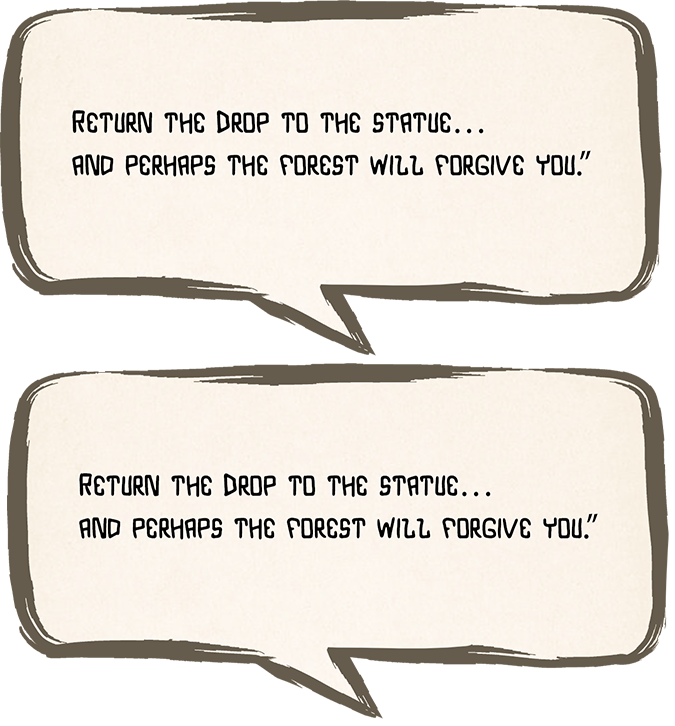 Return the Drop to the statue...
and perhaps the forest will forgive you.”
Return the Drop to the statue...
and perhaps the forest will forgive you.”